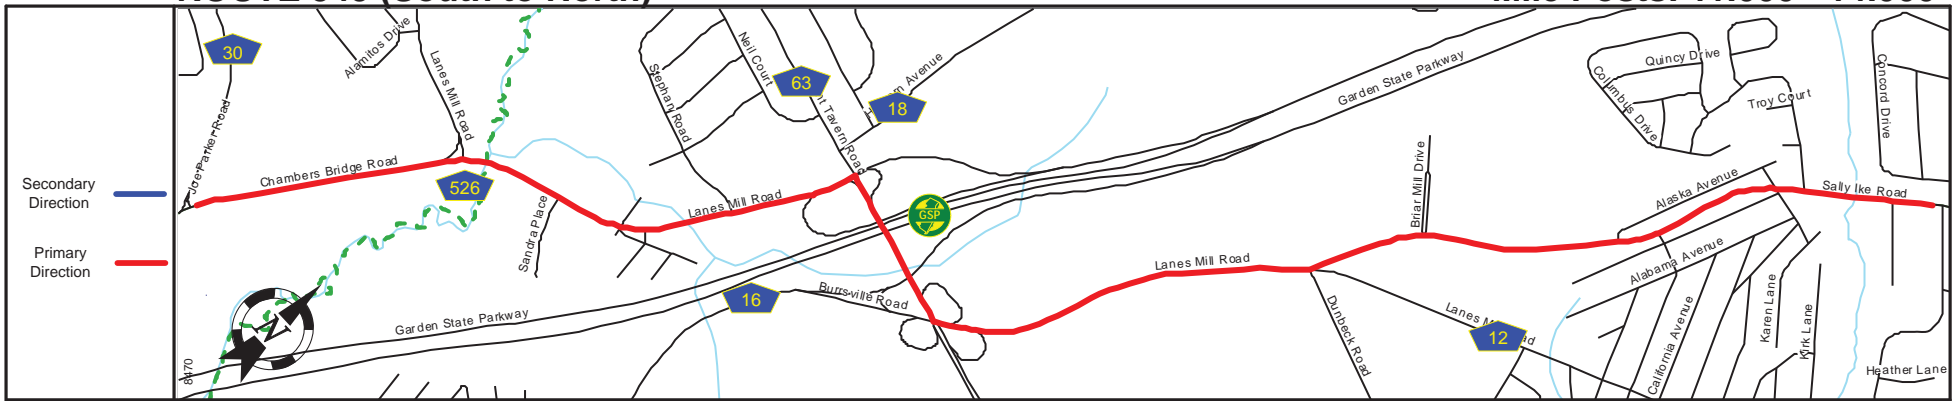 Secondary
Direction
Primary
Direction
30
Joe Parker Road
Chambers Bridge Road
Alamitos Drive
Lanes Mill Road
526
Sandra Place
Stephan Road
Neil Court
63
Tavern Road
18
Avenue
Lanes Mill Road
GSP
Garden State Parkway
16
Burrsville Road
Garden State Parkway
8470
N
Lanes Mill Road
Dunbeck Road
Briar Mill Drive
Lanes
12
Columbus Drive
Quincy Drive
Troy Court
Concord Drive
Alaska Avenue
Sally Ike Road
Alabama Avenue
California Avenue
Karen Lane
Kirk Lane
Heather Lane